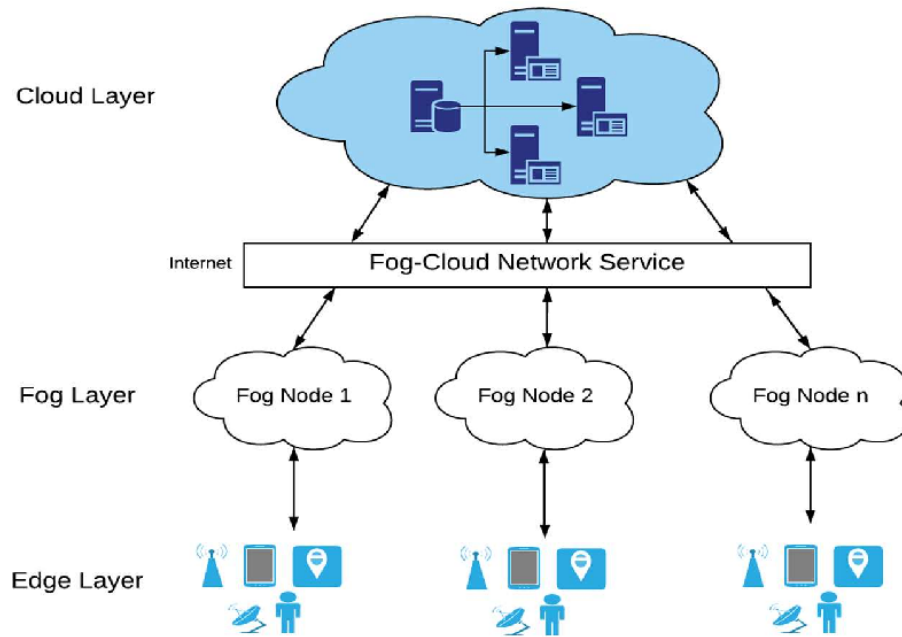 Cloud Layer
Internet
Fog-Cloud Network Service
Fog Layer
Fog Node 1
Fog Node 2
Fog Node n
Edge Layer